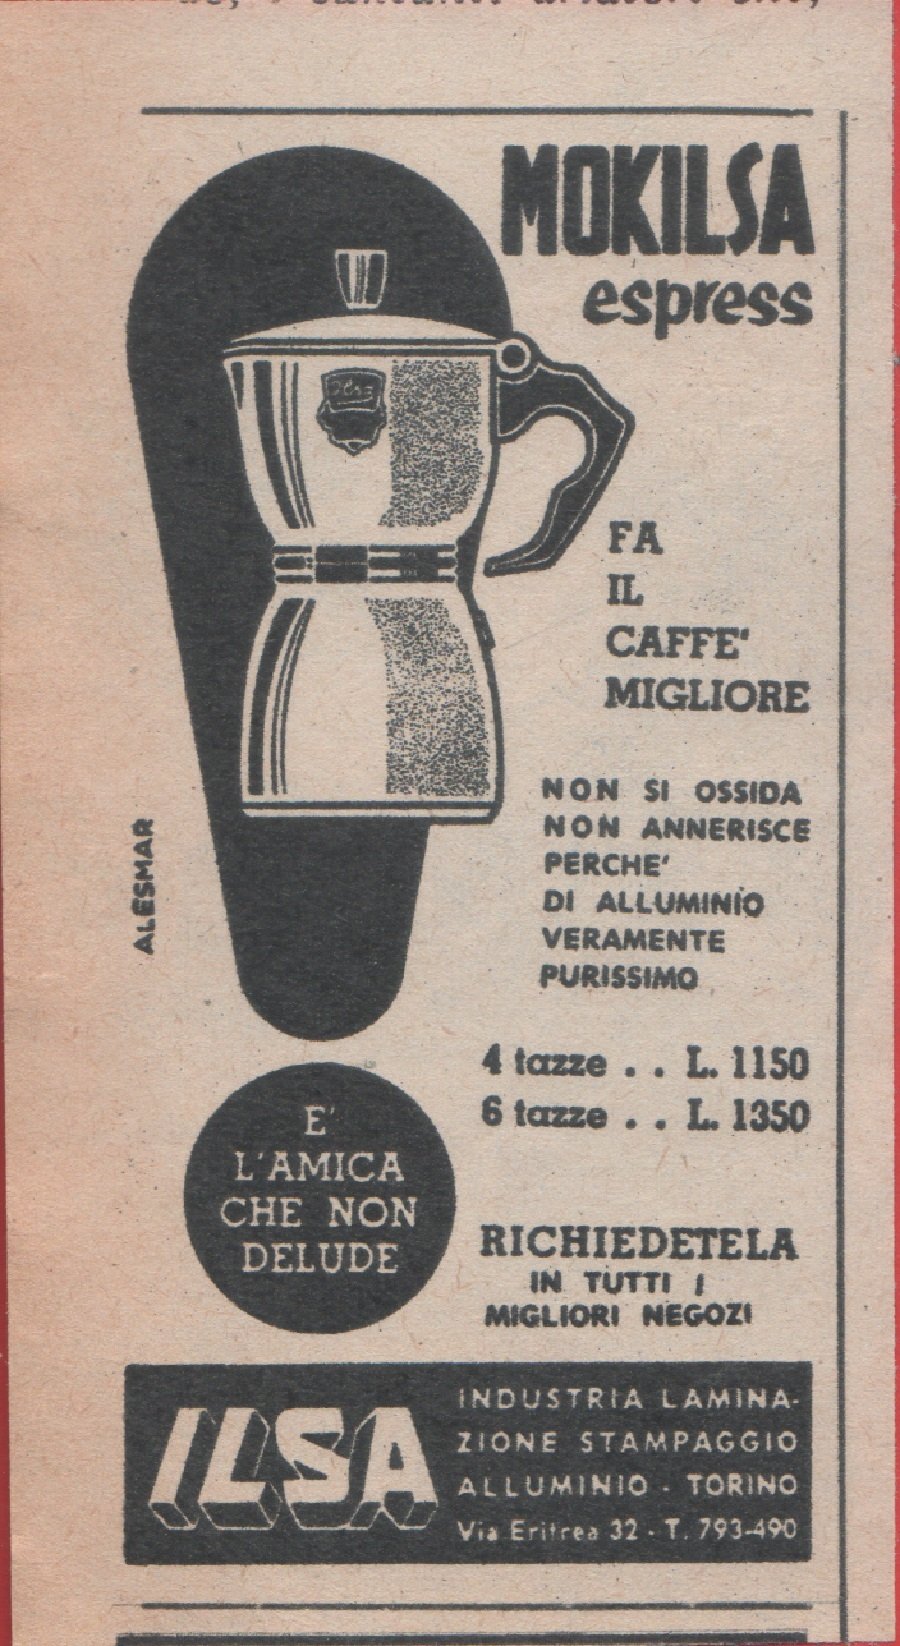 MOKILSA
espress
Ilsa
FA
IL
CAFFE'
MIGLIORE
NON SI OSSIDA
NON ANNERISCE
PERCHE'
DI ALLUMINIO
VERAMENTE
PURISSIMO
ALESMAR
4 tazze . . L. 1150
6 tazze . . L. 1350
E'
L'AMICA
CHE NON
DELUDE
RICHIEDETELA
IN TUTTI I
MIGLIORI NEGOZI
ILSA
INDUSTRIA LAMINA-
ZIONE STAMPAGGIO
ALLUMINIO - TORINO
Via Eritrea 32 - T. 793-490